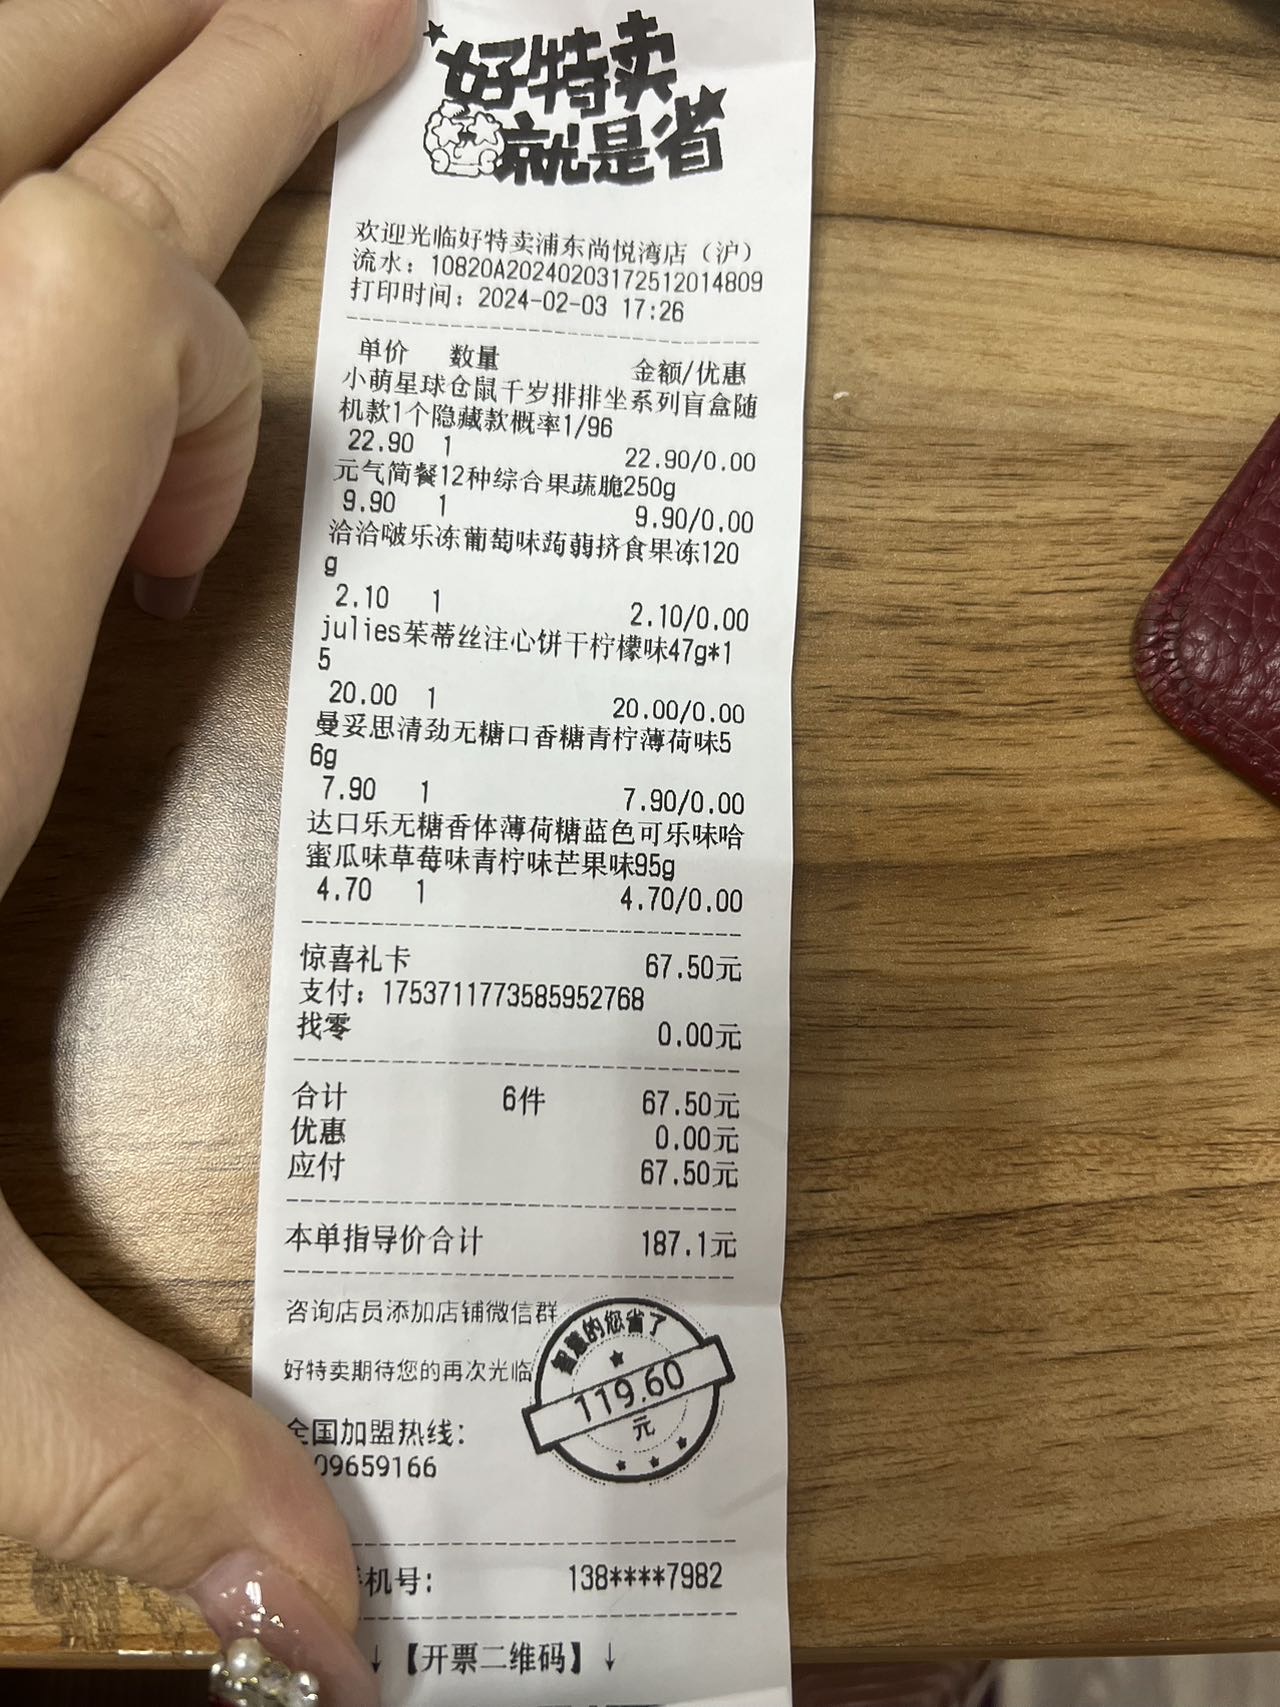 好特卖
就是省
欢迎光临好特卖浦东尚悦湾店（沪）
流水：10820A20240203172512014809
打印时间：2024-02-03 17:26
单价 数量 金额/优惠
小萌星球仓鼠千岁排排坐系列盲盒随
机款1个隐藏款概率1/96
22.90 1 22.90/0.00
元气简餐12种综合果蔬脆250g
9.90 1 9.90/0.00
洽洽啵乐冻葡萄味蒟蒻挤食果冻120
g
2.10 1 2.10/0.00
julies茱蒂丝注心饼干柠檬味47g*1
5
20.00 1 20.00/0.00
曼妥思清劲无糖口香糖青柠薄荷味5
6g
7.90 1 7.90/0.00
达口乐无糖香体薄荷糖蓝色可乐味哈
蜜瓜味草莓味青柠味芒果味95g
4.70 1 4.70/0.00
惊喜礼卡 67.50元
支付：1753711773585952768
找零 0.00元
合计 6件 67.50元
优惠 0.00元
应付 67.50元
本单指导价合计 187.1元
咨询店员添加店铺微信群
智慧的您省了
119.60
元
好特卖期待您的再次光临
全国加盟热线：
09659166
机号： 138****7982
↓【开票二维码】↓